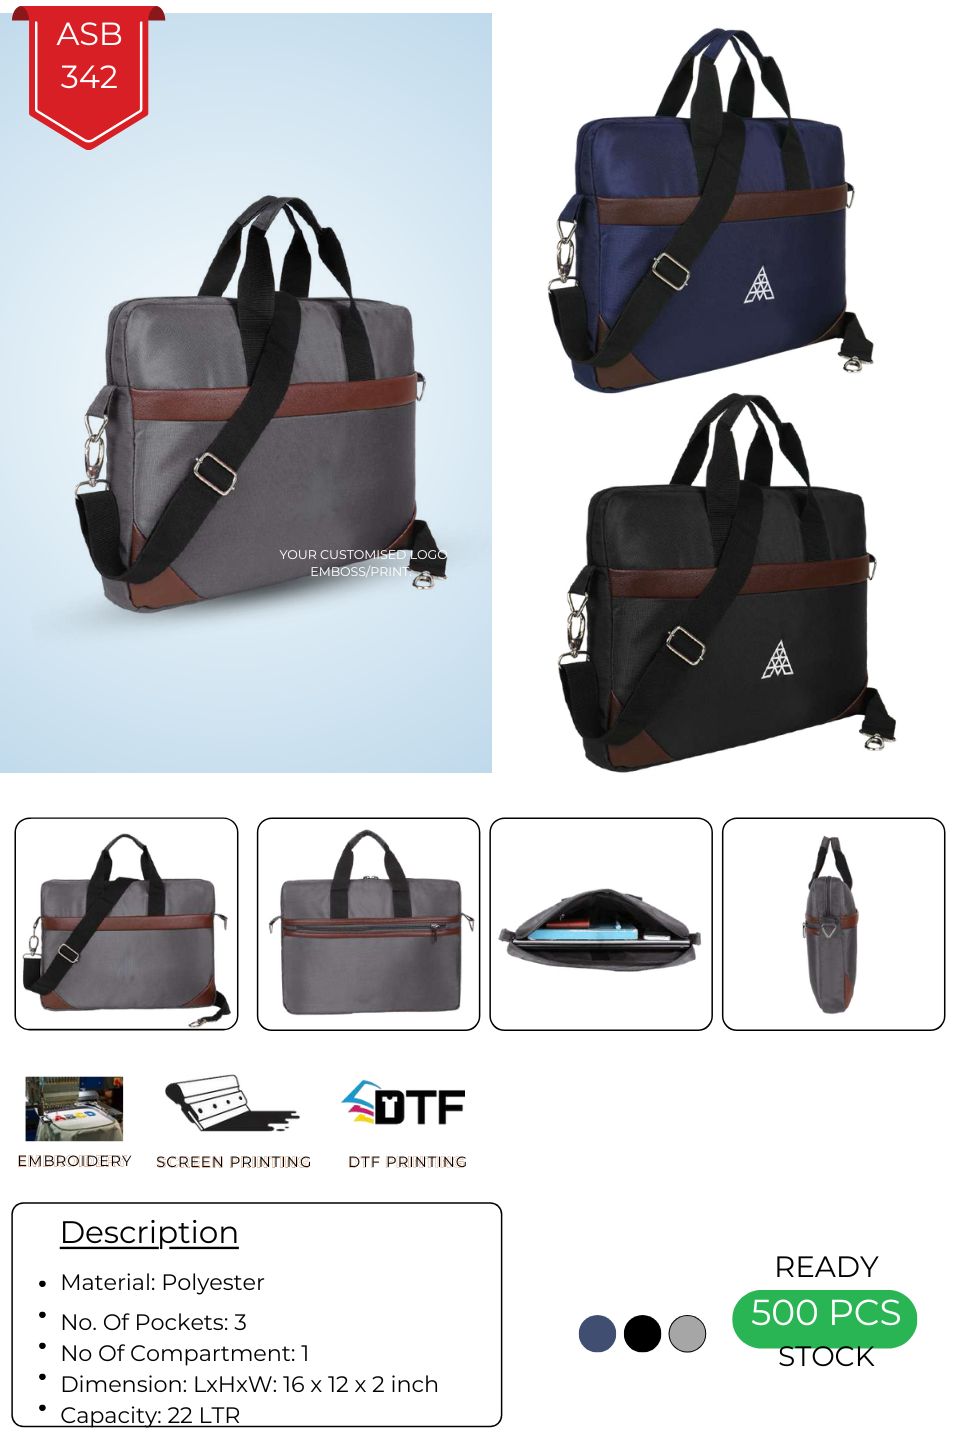 ASB
342
YOUR CUSTOMISED LOGO
EMBOSS/PRINT.
ABCD
DTF
EMBROIDERY
SCREEN PRINTING
DTF PRINTING
Description
• Material: Polyester
• No. Of Pockets: 3
• No Of Compartment: 1
• Dimension: LxHxW: 16 x 12 x 2 inch
• Capacity: 22 LTR
READY
500 PCS
STOCK